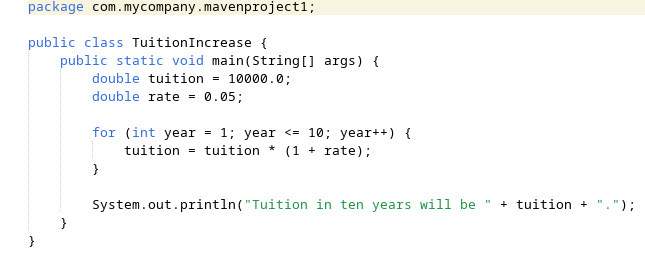 package com.mycompany.mavenproject1;
public class TuitionIncrease {
public static void main(String[] args) {
double tuition = 10000.0;
double rate = 0.05;
for (int year = 1; year <= 10; year++) {
tuition = tuition * (1 + rate);
}
System.out.println("Tuition in ten years will be " + tuition + ".");
}
}